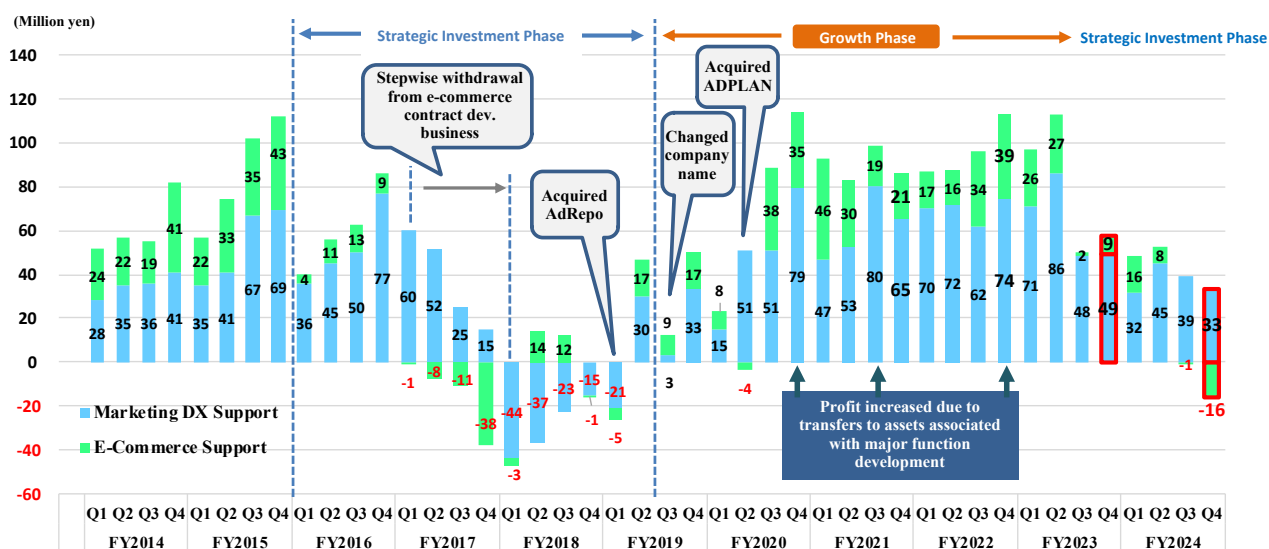 (Million yen)
Strategic Investment Phase
Growth Phase
Strategic Investment Phase
Stepwise withdrawal
from e-commerce
contract dev.
business
Acquired
AdRepo
Changed
company
name
Acquired
ADPLAN
140
120
100
80
60
40
20
0
-20
-40
-60
24 22 19 41 22 33 35 43 4 11 13 9 -1 -8 -11 -38 -3 14 12 -1 -5 17 9 17 8 -4 38 35 46 30 19 21 17 16 34 39 26 27 2 9 16 8 -1 -16
28 35 36 41 35 41 67 69 36 45 50 77 60 52 25 15 -44 -37 -23 -15 -21 30 3 33 15 51 51 79 47 53 80 65 70 72 62 74 71 86 48 49 32 45 39 33
Marketing DX Support
E-Commerce Support
Profit increased due to
transfers to assets associated
with major function
development
Q1 Q2 Q3 Q4 Q1 Q2 Q3 Q4 Q1 Q2 Q3 Q4 Q1 Q2 Q3 Q4 Q1 Q2 Q3 Q4 Q1 Q2 Q3 Q4 Q1 Q2 Q3 Q4 Q1 Q2 Q3 Q4 Q1 Q2 Q3 Q4 Q1 Q2 Q3 Q4 Q1 Q2 Q3 Q4
FY2014 FY2015 FY2016 FY2017 FY2018 FY2019 FY2020 FY2021 FY2022 FY2023 FY2024